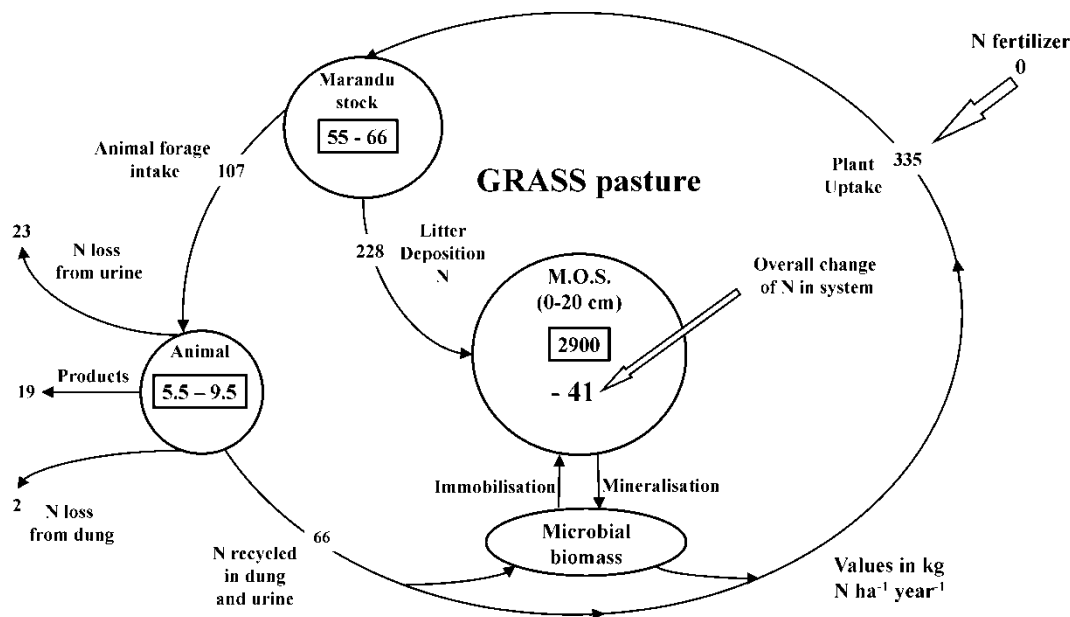 N fertilizer
0
Marandu
stock
55 - 66
Animal forage
intake
107
335
Plant
Uptake
GRASS pasture
23
N loss
from urine
228
Litter
Deposition
N
M.O.S.
(0-20 cm)
2900
- 41
Overall change
of N in system
Animal
5.5 – 9.5
Products
19
2
N loss
from dung
Immobilisation
Mineralisation
Microbial
biomass
66
N recycled
in dung
and urine
Values in kg
N ha⁻¹ year⁻¹